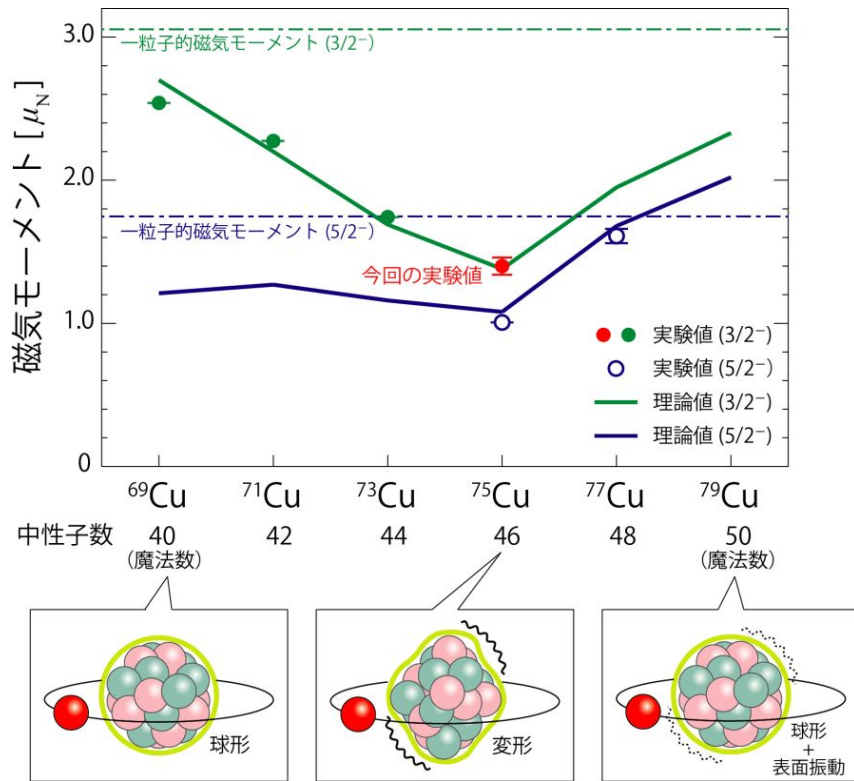 磁気モーメント [μN]
3.0
2.0
1.0
0
一粒子的磁気モーメント (3/2−)
一粒子的磁気モーメント (5/2−)
今回の実験値
実験値 (3/2−)
実験値 (5/2−)
理論値 (3/2−)
理論値 (5/2−)
69Cu 71Cu 73Cu 75Cu 77Cu 79Cu
中性子数 40 42 44 46 48 50
(魔法数) (魔法数)
球形
変形
球形
+
表面振動